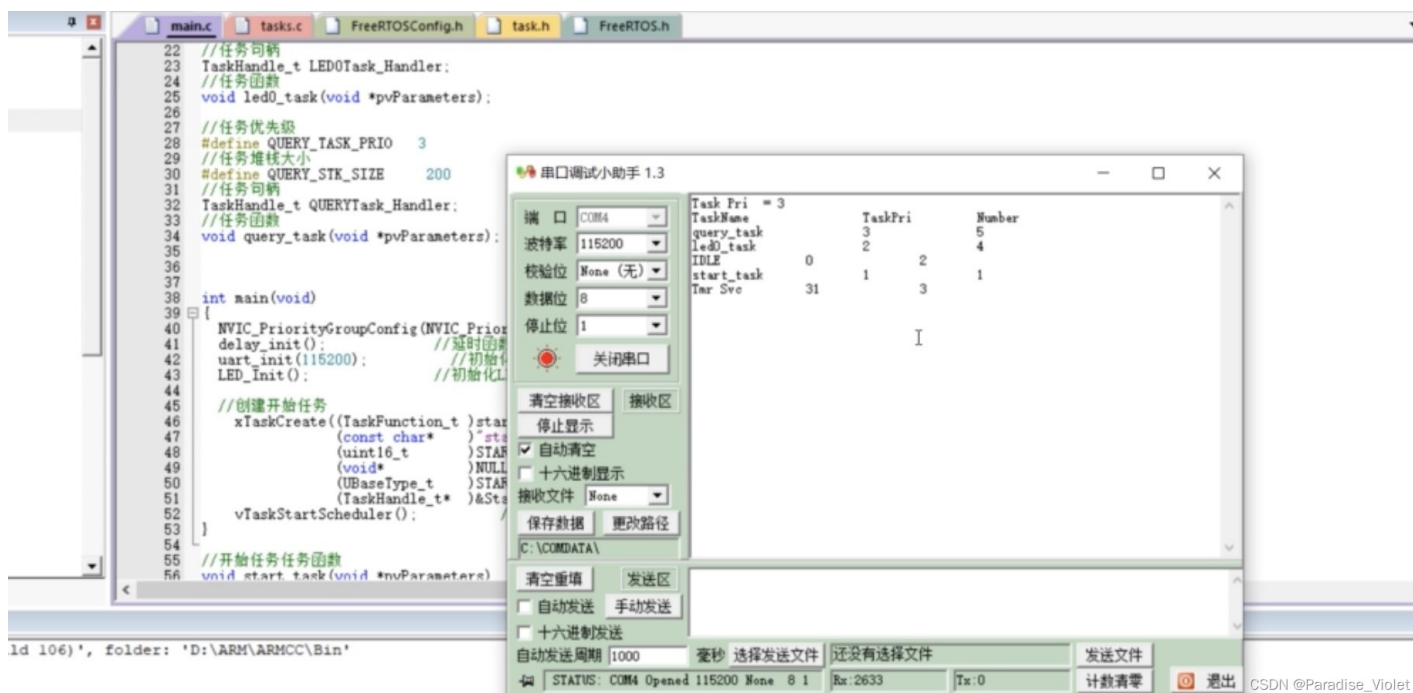 main.c tasks.c FreeRTOSConfig.h task.h FreeRTOS.h
22 //任务句柄
23 TaskHandle_t LED0Task_Handler;
24 //任务函数
25 void led0_task(void *pvParameters);
26
27 //任务优先级
28 #define QUERY_TASK_PRIO 3
29 //任务堆栈大小
30 #define QUERY_STK_SIZE 200
31 //任务句柄
32 TaskHandle_t QUERYTask_Handler;
33 //任务函数
34 void query_task(void *pvParameters);
35
36
37
38 int main(void)
39 {
40 NVIC_PriorityGroupConfig(NVIC_Prior
41 delay_init(); //延时函数
42 uart_init(115200); //初始化
43 LED_Init(); //初始化L
44
45 //创建开始任务
46 xTaskCreate((TaskFunction_t )star
47 (const char* )"sta
48 (uint16_t )STAR
49 (void* )NULL
50 (UBaseType_t )STAR
51 (TaskHandle_t* )&Sta
52 vTaskStartScheduler(); /
53 }
54
55 //开始任务任务函数
56 void start_task(void *pvParameters)
ld 106)', folder: 'D:\ARM\ARMCC\Bin'
串口调试小助手 1.3
端 口 COM4
波特率 115200
校验位 None (无)
数据位 8
停止位 1
关闭串口
清空接收区 接收区
停止显示
自动清空
十六进制显示
接收文件 None
保存数据 更改路径
C:\COMDATA\
Task Pri = 3
TaskName TaskPri Number
query_task 3 5
led0_task 2 4
IDLE 0 2
start_task 1 1
Tmr Svc 31 3
清空重填 发送区
自动发送 手动发送
十六进制发送
自动发送周期 1000 毫秒 选择发送文件 还没有选择文件 发送文件
STATUS: COM4 Opened 115200 None 8 1 Rx:2633 Tx:0 计数清零 退出
CSDN @Paradise_Violet